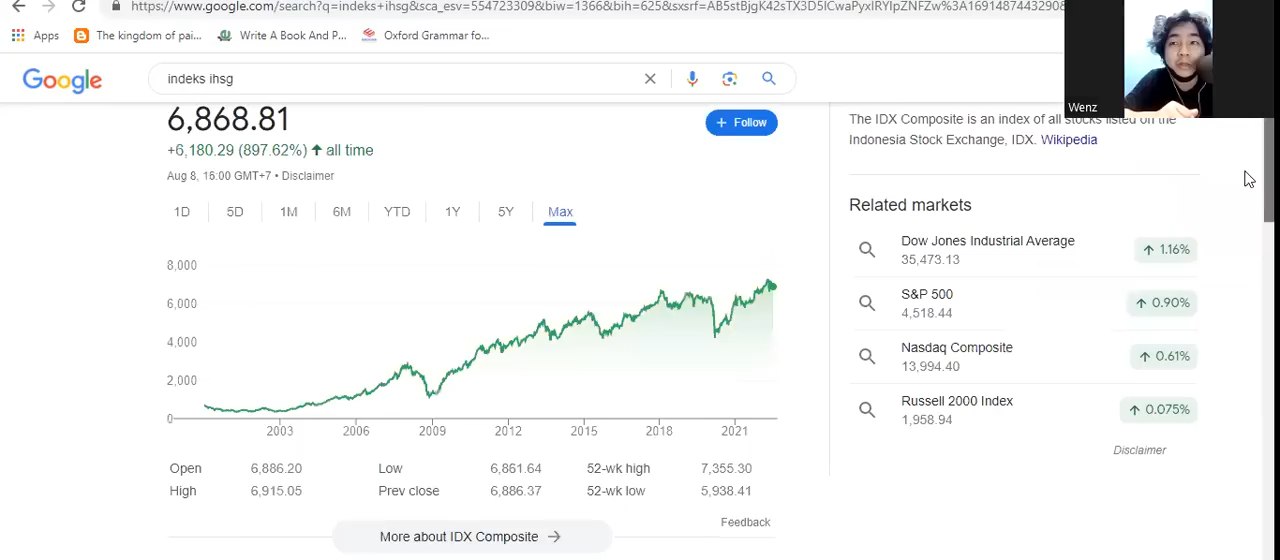 https://www.google.com/search?q=indeks+ihsg&sca_esv=554723309&biw=1366&bih=625&sxsrf=AB5stBjgK42sTX3D5ICwaPyxIRYIpZNFZw%3A1691487443290&
Apps
The kingdom of pai...
Write A Book And P...
Oxford Grammar fo...
Wenz
Google
indeks ihsg
6,868.81
+ Follow
+6,180.29 (897.62%) ↑ all time
Aug 8, 16:00 GMT+7 • Disclaimer
1D
5D
1M
6M
YTD
1Y
5Y
Max
8,000
6,000
4,000
2,000
0
2003
2006
2009
2012
2015
2018
2021
Open 6,886.20 Low 6,861.64 52-wk high 7,355.30
High 6,915.05 Prev close 6,886.37 52-wk low 5,938.41
Feedback
More about IDX Composite →
The IDX Composite is an index of all stocks listed on the
Indonesia Stock Exchange, IDX. Wikipedia
Related markets
Dow Jones Industrial Average
35,473.13
↑ 1.16%
S&P 500
4,518.44
↑ 0.90%
Nasdaq Composite
13,994.40
↑ 0.61%
Russell 2000 Index
1,958.94
↑ 0.075%
Disclaimer